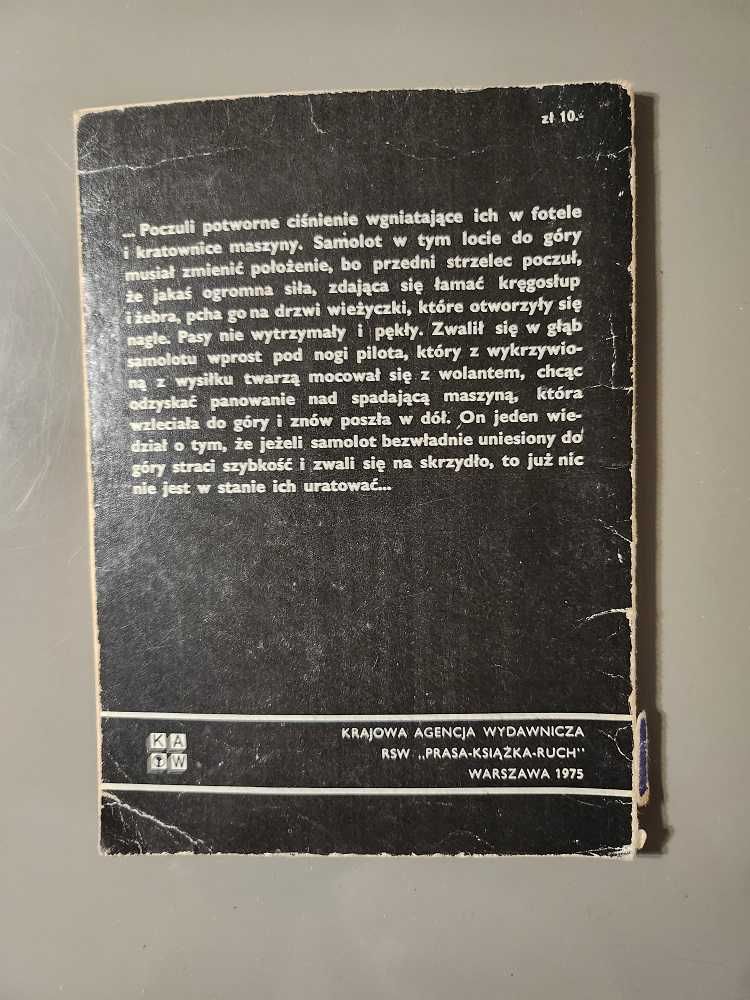 zł 10.-
... Poczuli potworne ciśnienie wgniatające ich w fotele
i kratownice maszyny. Samolot w tym locie do góry
musiał zmienić położenie, bo przedni strzelec poczuł,
że jakaś ogromna siła, zdająca się łamać kręgosłup
i żebra, pcha go na drzwi wieżyczki, które otworzyły się
nagle. Pasy nie wytrzymały i pękły. Zwalił się w głąb
samolotu wprost pod nogi pilota, który z wykrzywio-
ną z wysiłku twarzą mocował się z wolantem, chcąc
odzyskać panowanie nad spadającą maszyną, która
wzleciała do góry i znów poszła w dół. On jeden wie-
dział o tym, że jeżeli samolot bezwładnie uniesiony do
góry straci szybkość i zwali się na skrzydło, to już nic
nie jest w stanie ich uratować...
K A
W
KRAJOWA AGENCJA WYDAWNICZA
RSW „PRASA-KSIĄŻKA-RUCH"
WARSZAWA 1975